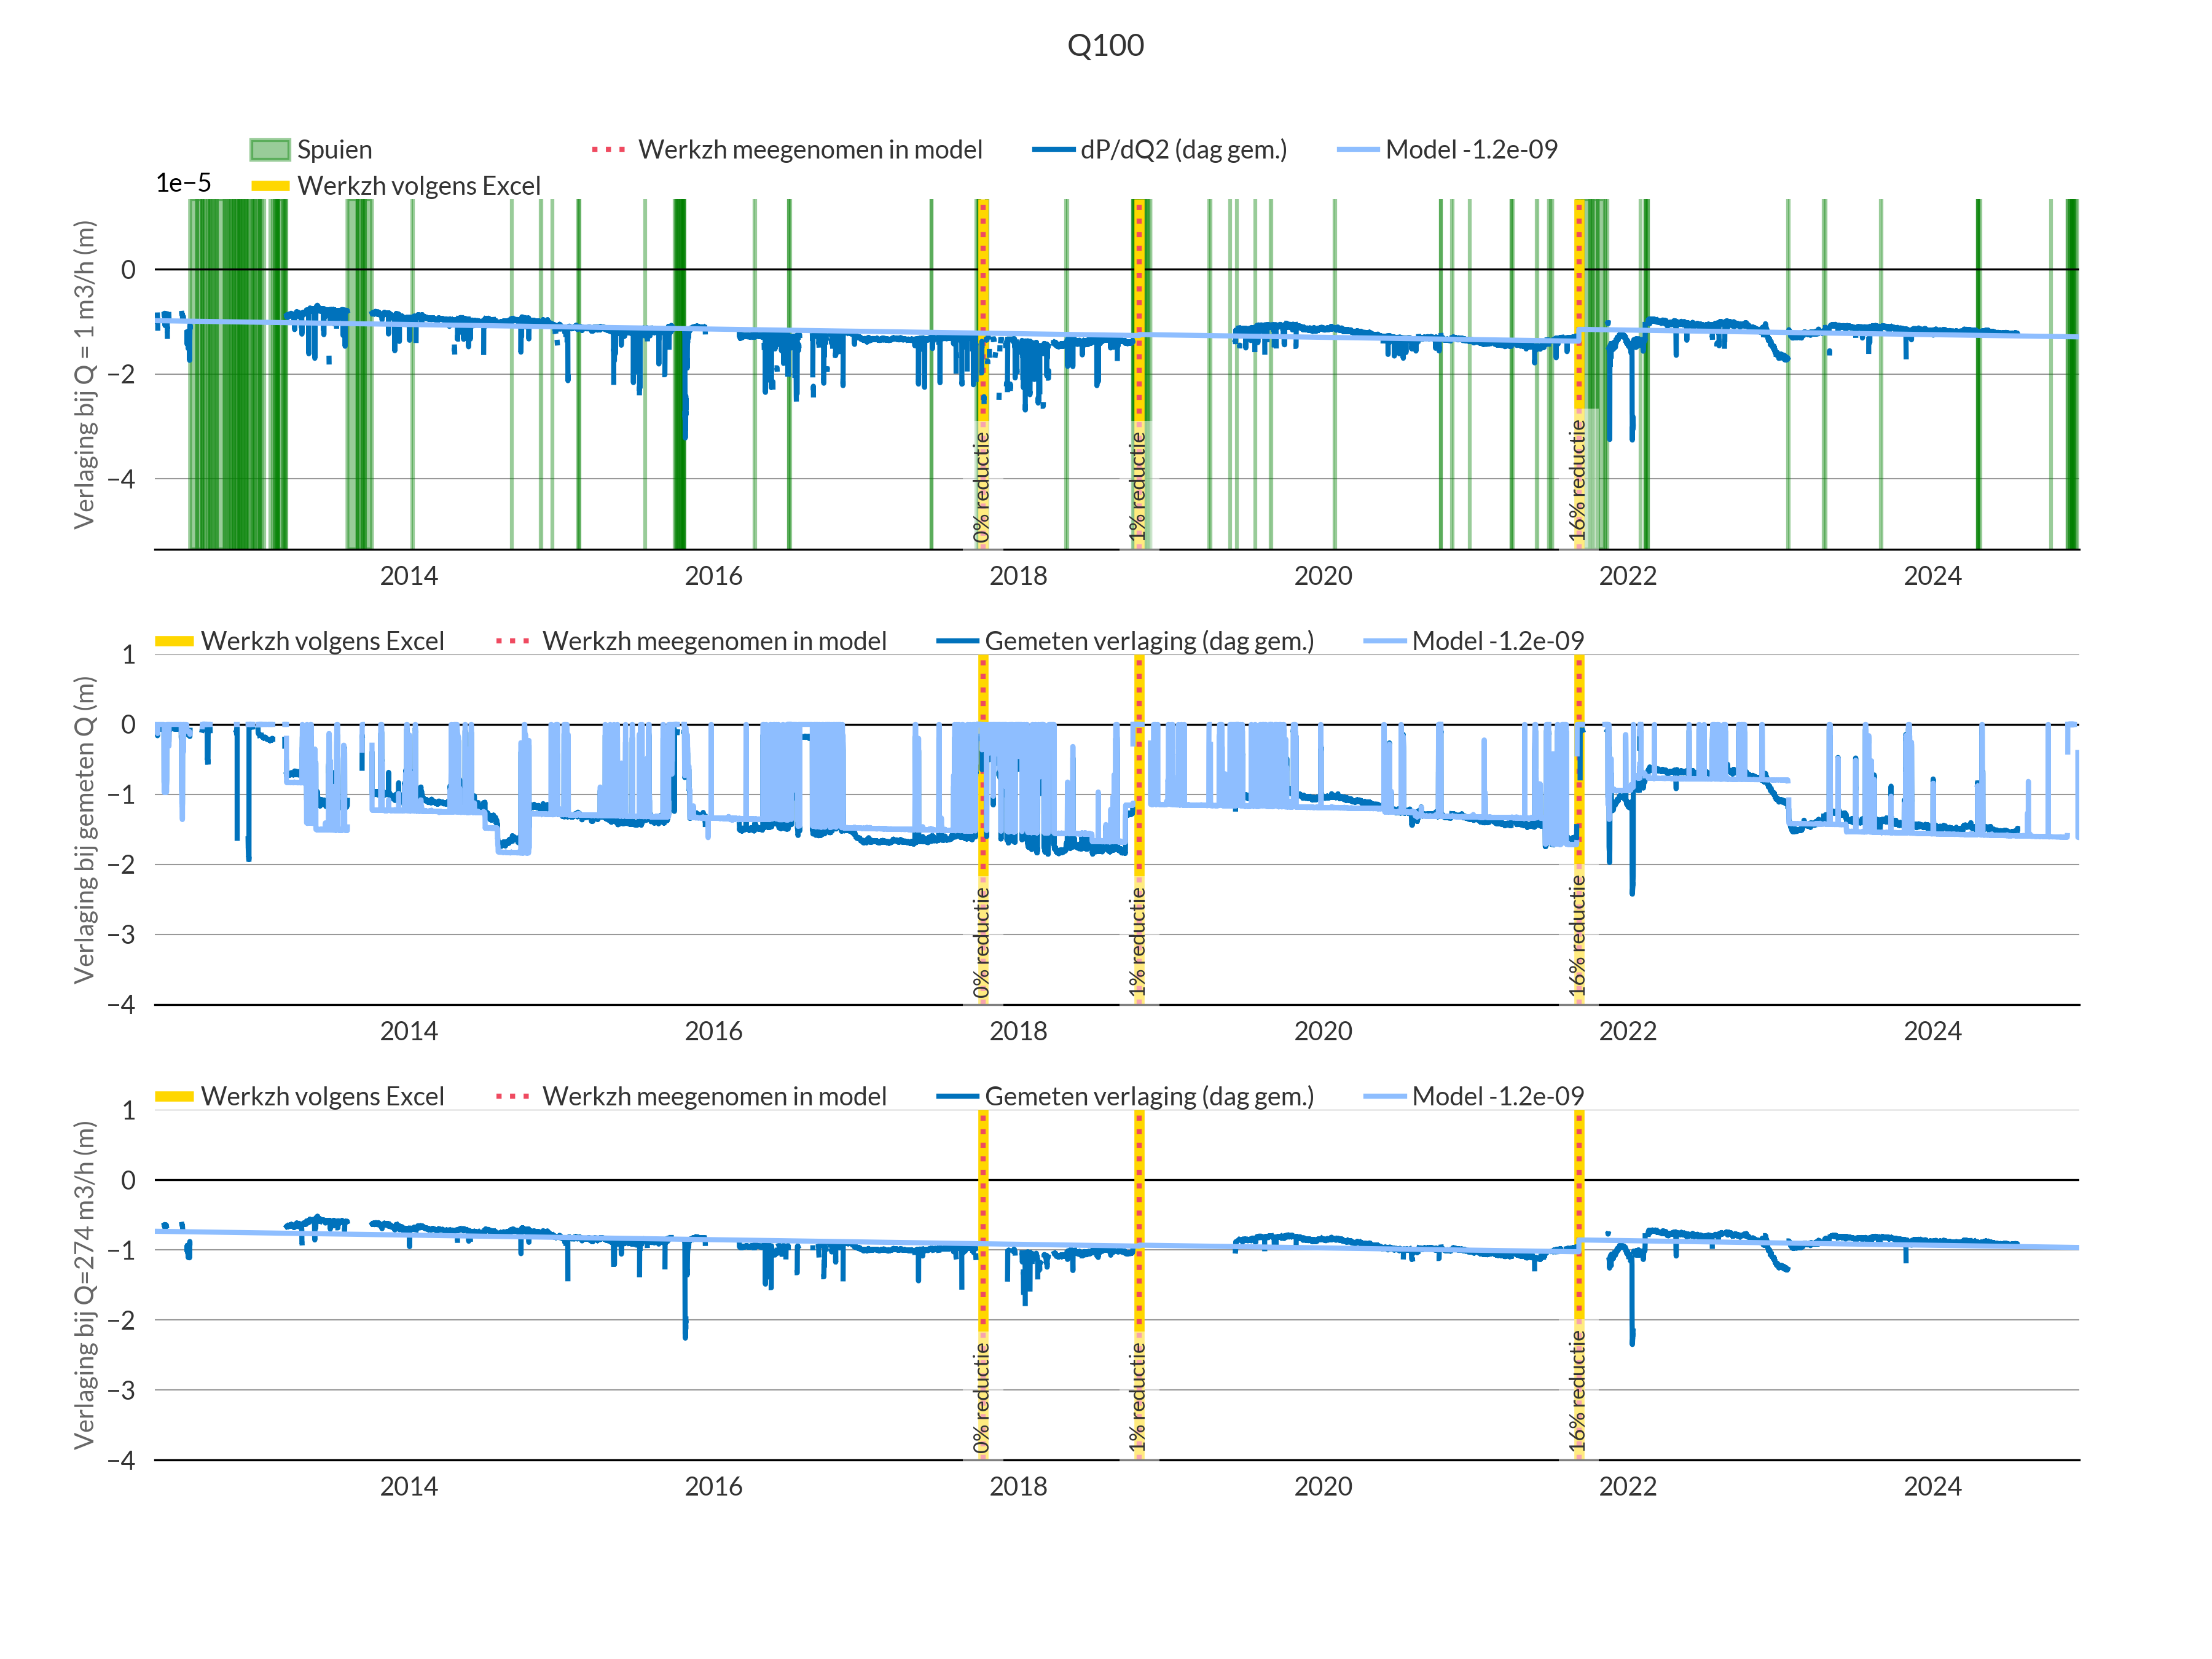 Q100
Spuien
Werkzh meegenomen in model
dP/dQ2 (dag gem.)
Model -1.2e-09
Werkzh volgens Excel
1e−5
Verlaging bij Q = 1 m3/h (m)
0
−2
−4
0% reductie
1% reductie
16% reductie
2014
2016
2018
2020
2022
2024
Werkzh volgens Excel
Werkzh meegenomen in model
Gemeten verlaging (dag gem.)
Model -1.2e-09
Verlaging bij gemeten Q (m)
1
0
−1
−2
−3
−4
0% reductie
1% reductie
16% reductie
2014
2016
2018
2020
2022
2024
Werkzh volgens Excel
Werkzh meegenomen in model
Gemeten verlaging (dag gem.)
Model -1.2e-09
Verlaging bij Q=274 m3/h (m)
1
0
−1
−2
−3
−4
0% reductie
1% reductie
16% reductie
2014
2016
2018
2020
2022
2024